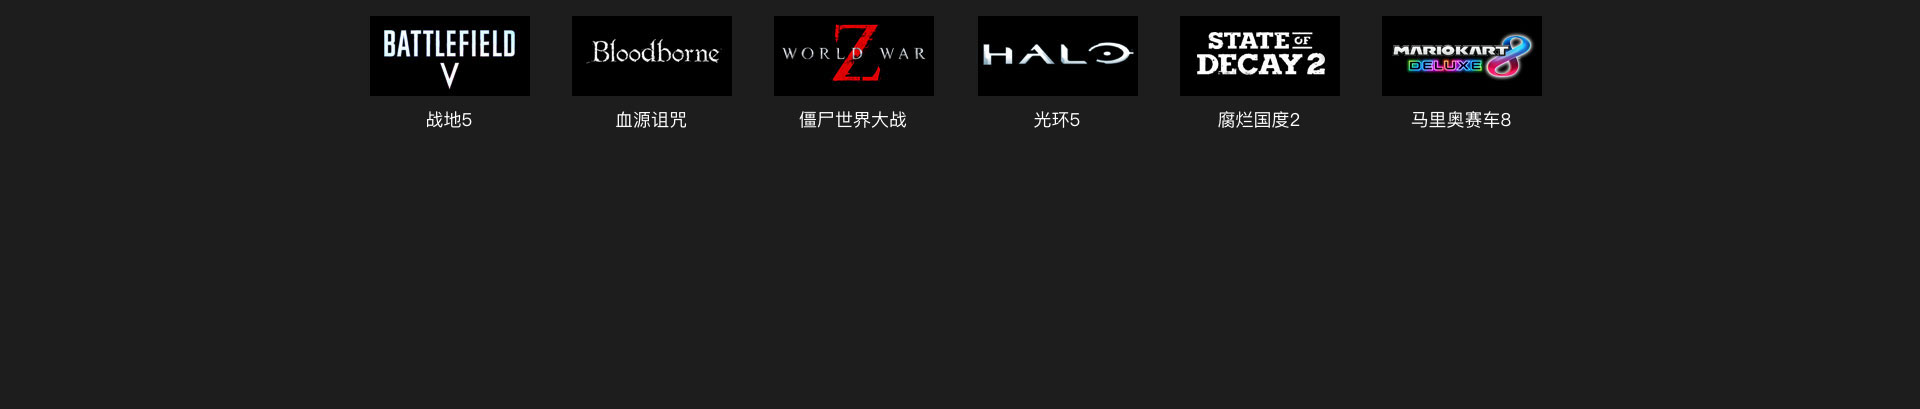 BATTLEFIELD
V
Bloodborne
WORLD WAR
Z
HALO
STATE OF
DECAY 2
MARIOKART 8
DELUXE
战地5
血源诅咒
僵尸世界大战
光环5
腐烂国度2
马里奥赛车8